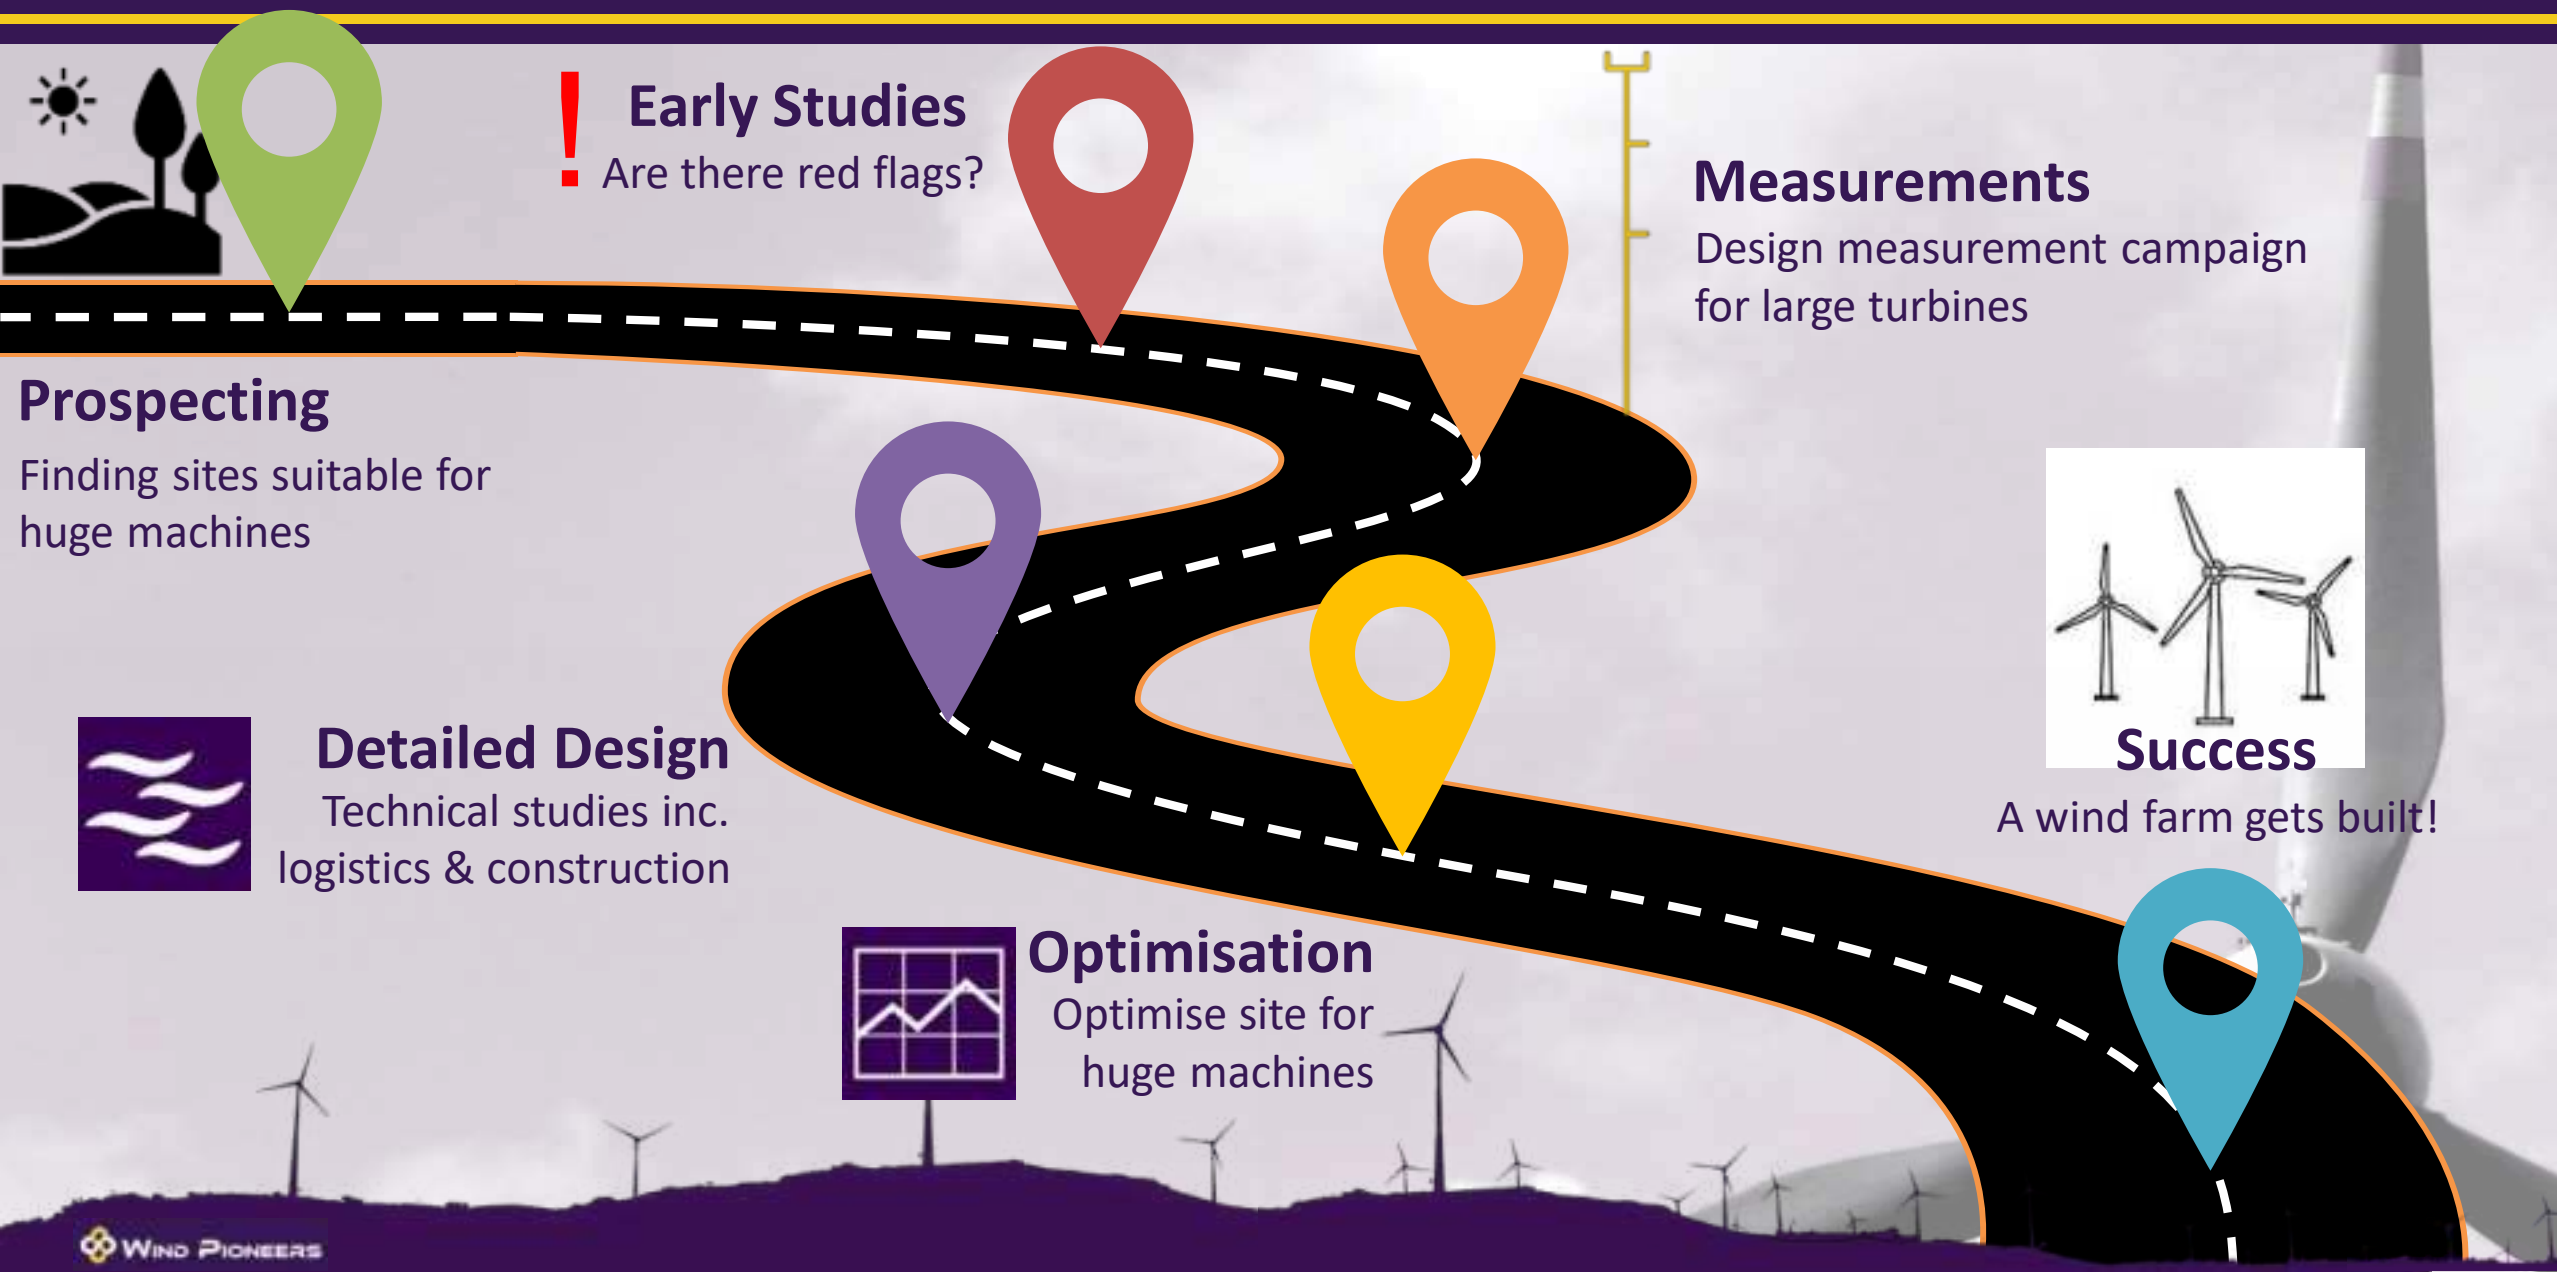 !
Early Studies
Are there red flags?
Measurements
Design measurement campaign
for large turbines
Prospecting
Finding sites suitable for
huge machines
Detailed Design
Technical studies inc.
logistics & construction
Optimisation
Optimise site for
huge machines
Success
A wind farm gets built!
WIND PIONEERS